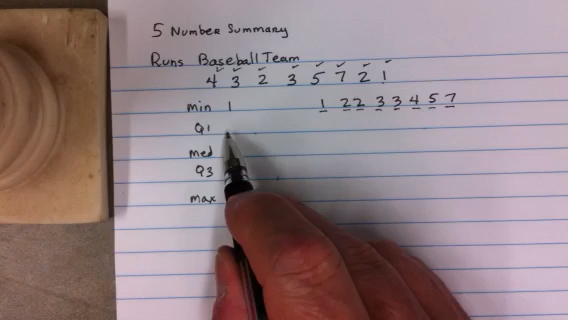 5 Number Summary
Runs Baseball Team
4 3 2 3 5 7 2 1
min 1 1 2 2 3 3 4 5 7
Q1
med
Q3
max